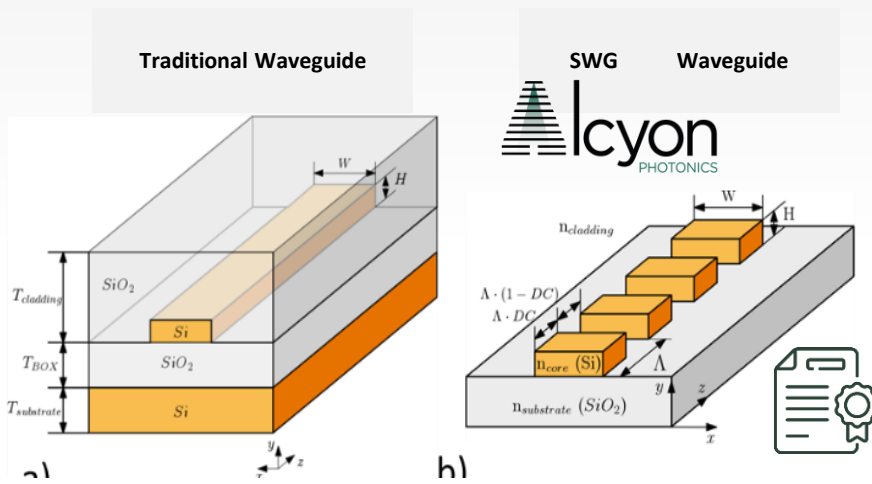 Traditional Waveguide
SWG Waveguide
Alcyon
PHOTONICS
W
H
T_cladding
SiO₂
Si
T_BOX
SiO₂
T_substrate
Si
y
z
x
a)
W
H
n_cladding
Λ · (1 − DC)
Λ · DC
n_core (Si)
Λ
y
z
n_substrate (SiO₂)
x
b)